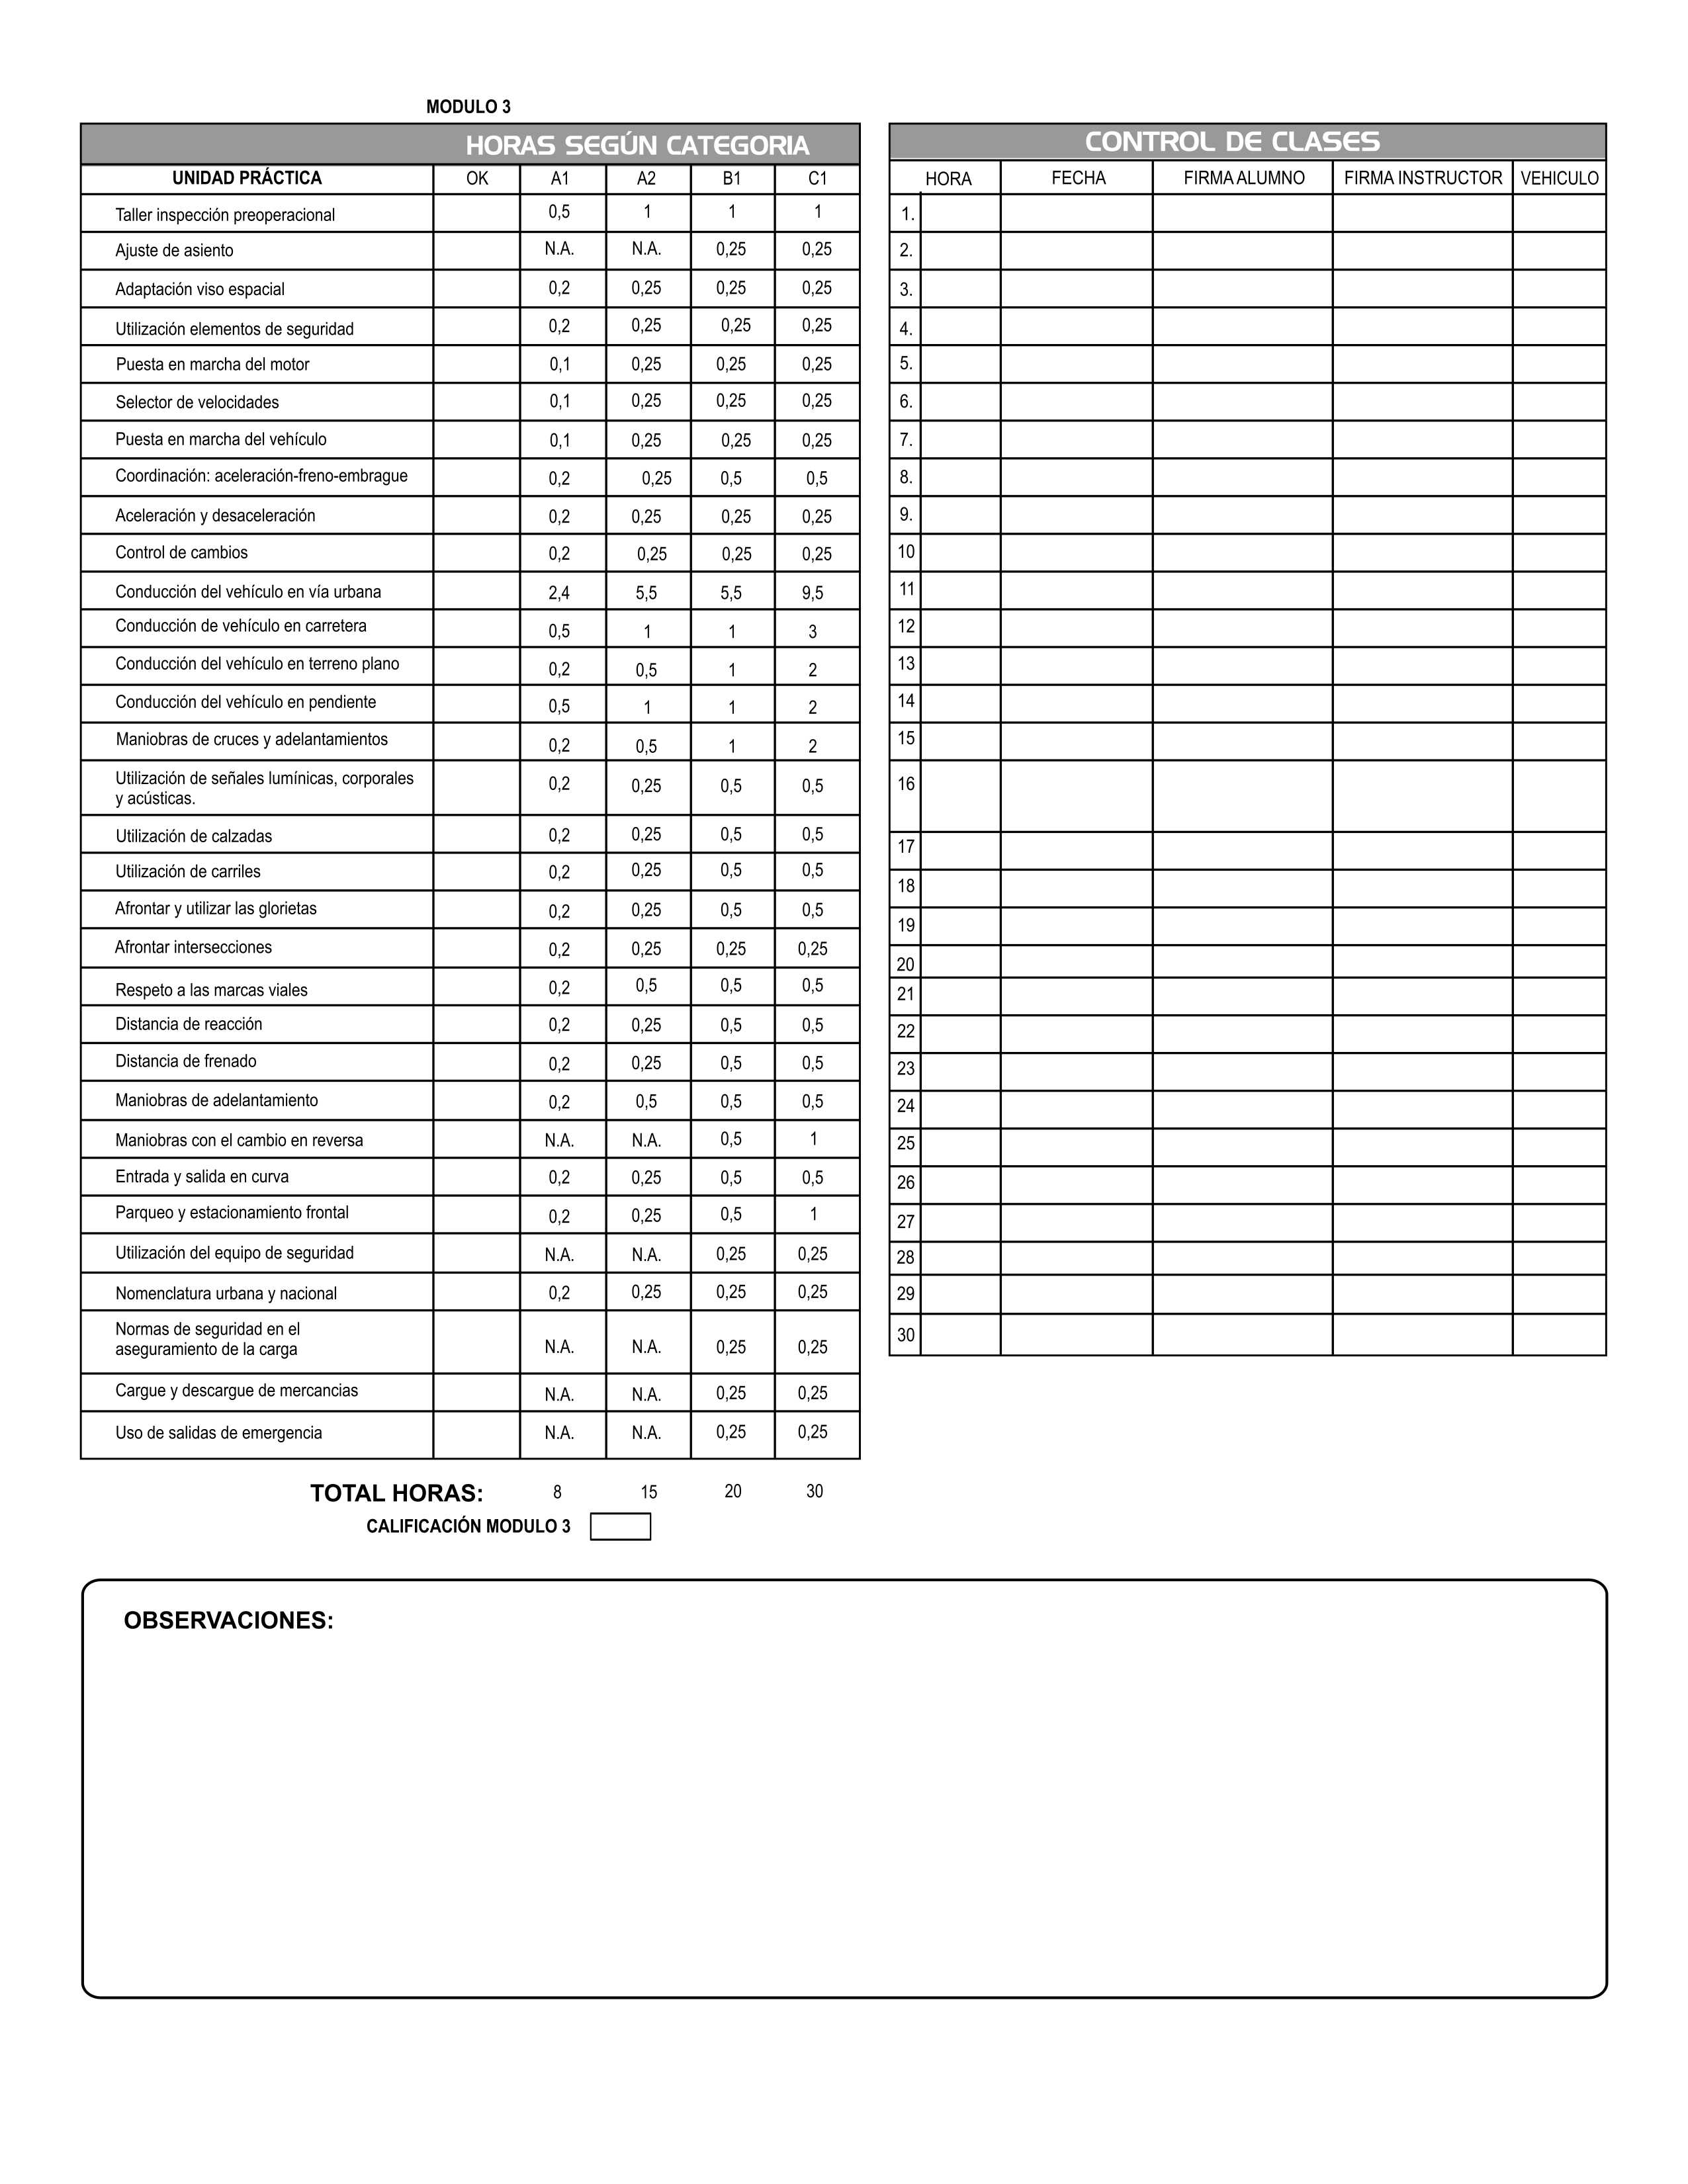 MODULO 3
HORAS SEGÚN CATEGORIA
UNIDAD PRÁCTICA OK A1 A2 B1 C1
Taller inspección preoperacional 0,5 1 1 1
Ajuste de asiento N.A. N.A. 0,25 0,25
Adaptación viso espacial 0,2 0,25 0,25 0,25
Utilización elementos de seguridad 0,2 0,25 0,25 0,25
Puesta en marcha del motor 0,1 0,25 0,25 0,25
Selector de velocidades 0,1 0,25 0,25 0,25
Puesta en marcha del vehículo 0,1 0,25 0,25 0,25
Coordinación: aceleración-freno-embrague 0,2 0,25 0,5 0,5
Aceleración y desaceleración 0,2 0,25 0,25 0,25
Control de cambios 0,2 0,25 0,25 0,25
Conducción del vehículo en vía urbana 2,4 5,5 5,5 9,5
Conducción de vehículo en carretera 0,5 1 1 3
Conducción del vehículo en terreno plano 0,2 0,5 1 2
Conducción del vehículo en pendiente 0,5 1 1 2
Maniobras de cruces y adelantamientos 0,2 0,5 1 2
Utilización de señales lumínicas, corporales
y acústicas. 0,2 0,25 0,5 0,5
Utilización de calzadas 0,2 0,25 0,5 0,5
Utilización de carriles 0,2 0,25 0,5 0,5
Afrontar y utilizar las glorietas 0,2 0,25 0,5 0,5
Afrontar intersecciones 0,2 0,25 0,25 0,25
Respeto a las marcas viales 0,2 0,5 0,5 0,5
Distancia de reacción 0,2 0,25 0,5 0,5
Distancia de frenado 0,2 0,25 0,5 0,5
Maniobras de adelantamiento 0,2 0,5 0,5 0,5
Maniobras con el cambio en reversa N.A. N.A. 0,5 1
Entrada y salida en curva 0,2 0,25 0,5 0,5
Parqueo y estacionamiento frontal 0,2 0,25 0,5 1
Utilización del equipo de seguridad N.A. N.A. 0,25 0,25
Nomenclatura urbana y nacional 0,2 0,25 0,25 0,25
Normas de seguridad en el
aseguramiento de la carga N.A. N.A. 0,25 0,25
Cargue y descargue de mercancias N.A. N.A. 0,25 0,25
Uso de salidas de emergencia N.A. N.A. 0,25 0,25
TOTAL HORAS: 8 15 20 30
CALIFICACIÓN MODULO 3
CONTROL DE CLASES
HORA FECHA FIRMA ALUMNO FIRMA INSTRUCTOR VEHICULO
1.
2.
3.
4.
5.
6.
7.
8.
9.
10
11
12
13
14
15
16
17
18
19
20
21
22
23
24
25
26
27
28
29
30
OBSERVACIONES: